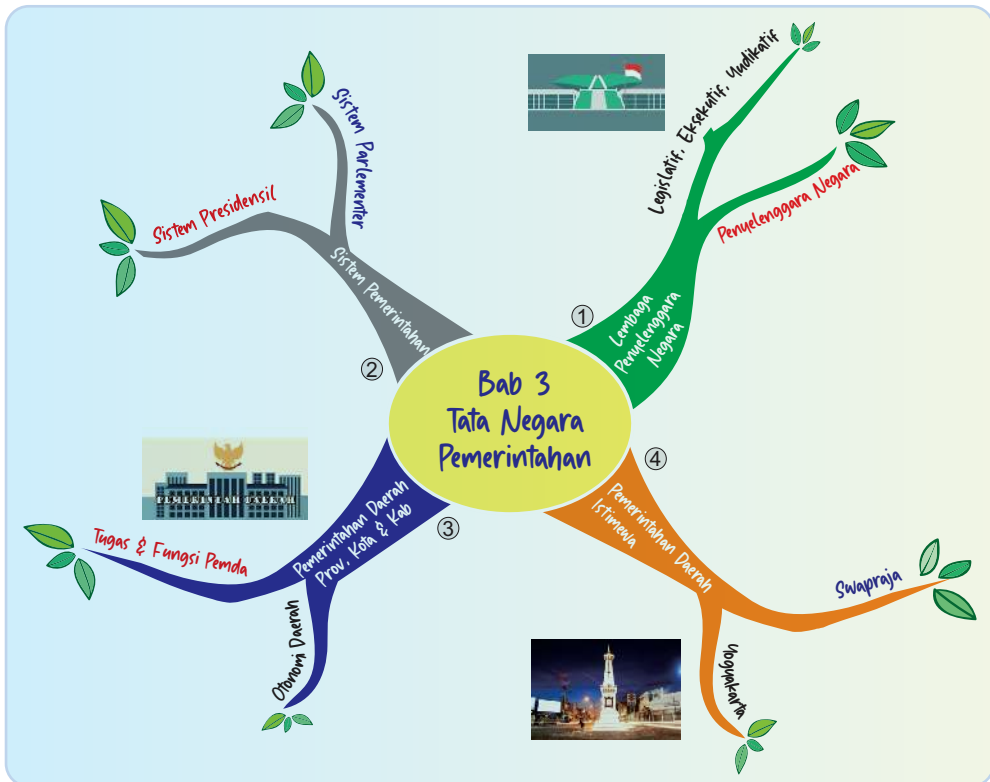 Bab 3
Tata Negara
Pemerintahan
1
Lembaga
Penyelenggara
Negara
Legislatif, Eksekutif, Yudikatif
Penyelenggara Negara
2
Sistem Pemerintahan
Sistem Parlementer
Sistem Presidensil
3
Pemerintahan Daerah
Prov, Kota & Kab
Tugas & Fungsi Pemda
Otonomi Daerah
PEMERINTAH DAERAH
4
Pemerintahan Daerah
Istimewa
Swapraja
Yogyakarta